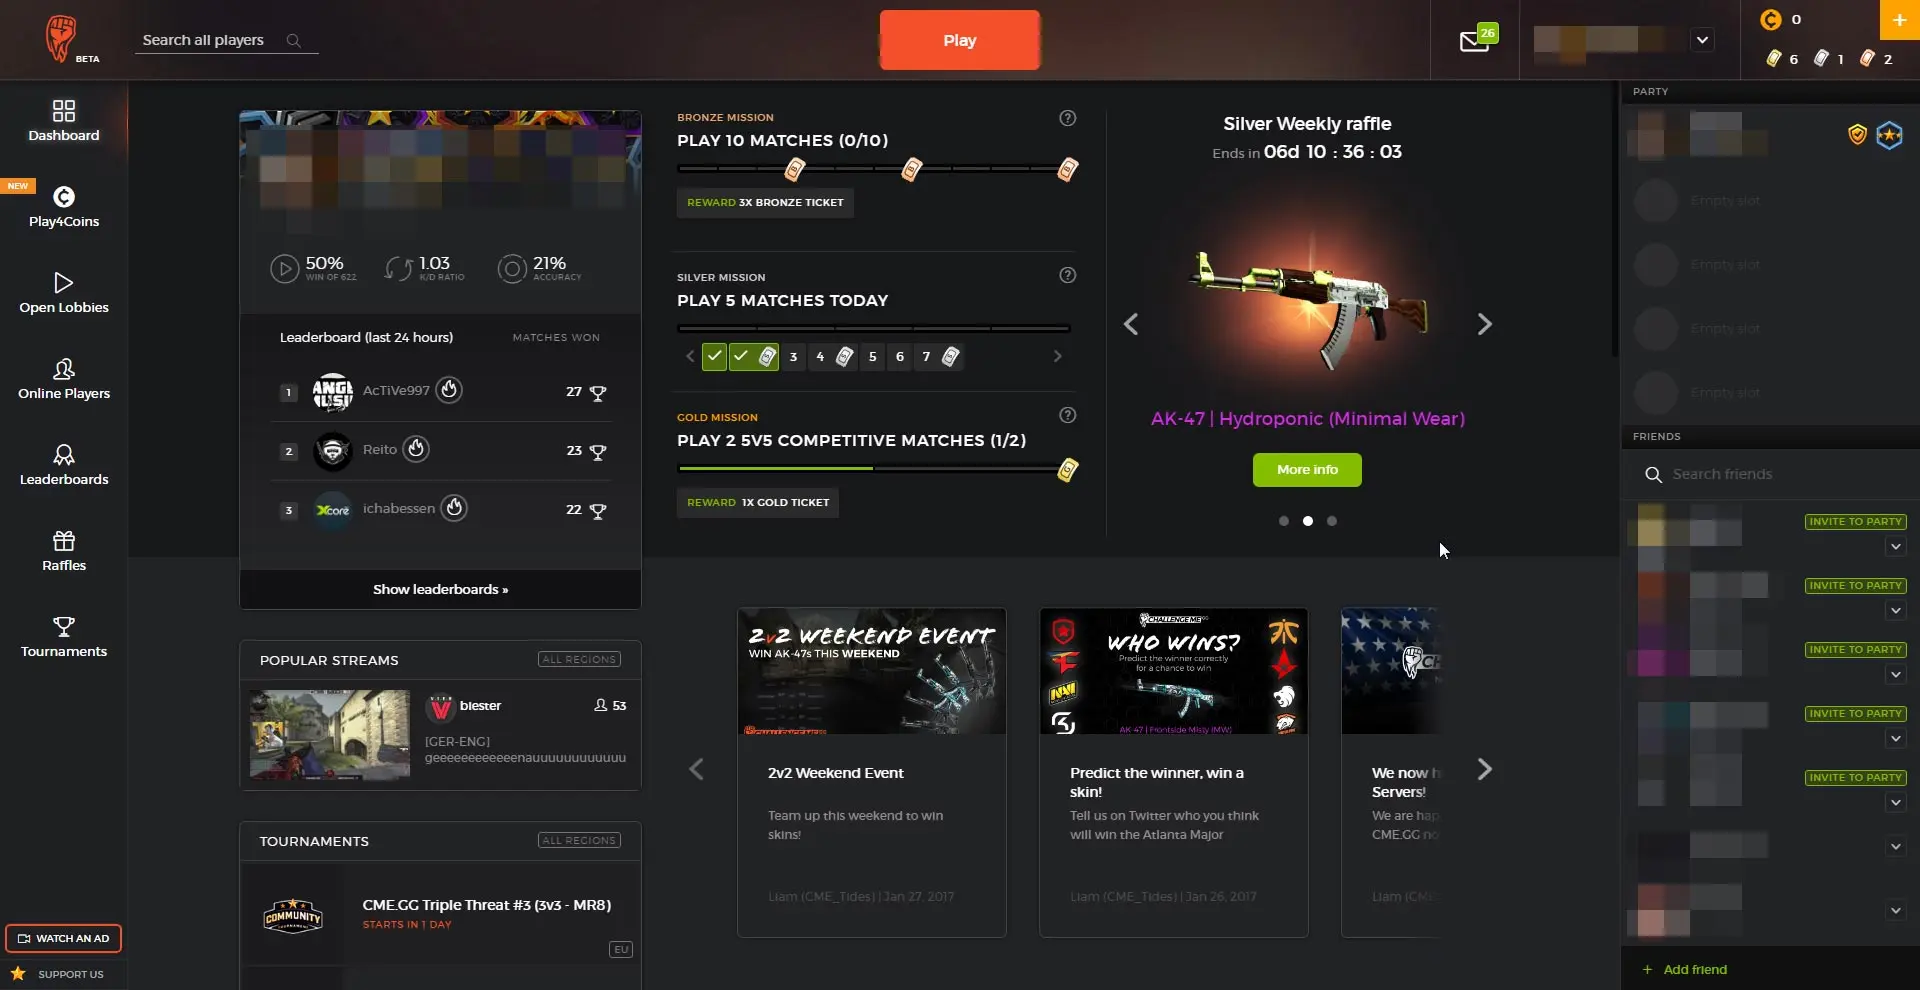 BETA
Search all players
Play
26
0
6 1 2
Dashboard
NEW
Play4Coins
Open Lobbies
Online Players
Leaderboards
Raffles
Tournaments
WATCH AN AD
SUPPORT US
50%
WIN OF 622
1.03
K/D RATIO
21%
ACCURACY
Leaderboard (last 24 hours) MATCHES WON
1 AcTiVe997 27
2 Reito 23
3 Xcore ichabessen 22
Show leaderboards »
POPULAR STREAMS ALL REGIONS
blester 53
[GER-ENG]
geeeeeeeeeeenauuuuuuuuuuuu
TOURNAMENTS ALL REGIONS
COMMUNITY
CME.GG Triple Threat #3 (3v3 - MR8)
STARTS IN 1 DAY
EU
BRONZE MISSION
PLAY 10 MATCHES (0/10)
REWARD 3X BRONZE TICKET
SILVER MISSION
PLAY 5 MATCHES TODAY
3 4 5 6 7
GOLD MISSION
PLAY 2 5V5 COMPETITIVE MATCHES (1/2)
REWARD 1X GOLD TICKET
Silver Weekly raffle
Ends in 06d 10 : 36 : 03
AK-47 | Hydroponic (Minimal Wear)
More info
2v2 WEEKEND EVENT
WIN AK-47s THIS WEEKEND
2v2 Weekend Event
Team up this weekend to win
skins!
Liam (CME_Tides) | Jan 27, 2017
CHALLENGEME
WHO WINS?
Predict the winner correctly
for a chance to win
AK-47 | Frontside Misty (MW)
Predict the winner, win a
skin!
Tell us on Twitter who you think
will win the Atlanta Major
Liam (CME_Tides) | Jan 26, 2017
We now
Servers!
We are
CME.GG
Liam
PARTY
Empty slot
Empty slot
Empty slot
Empty slot
FRIENDS
Search friends
INVITE TO PARTY
INVITE TO PARTY
INVITE TO PARTY
INVITE TO PARTY
INVITE TO PARTY
+ Add friend